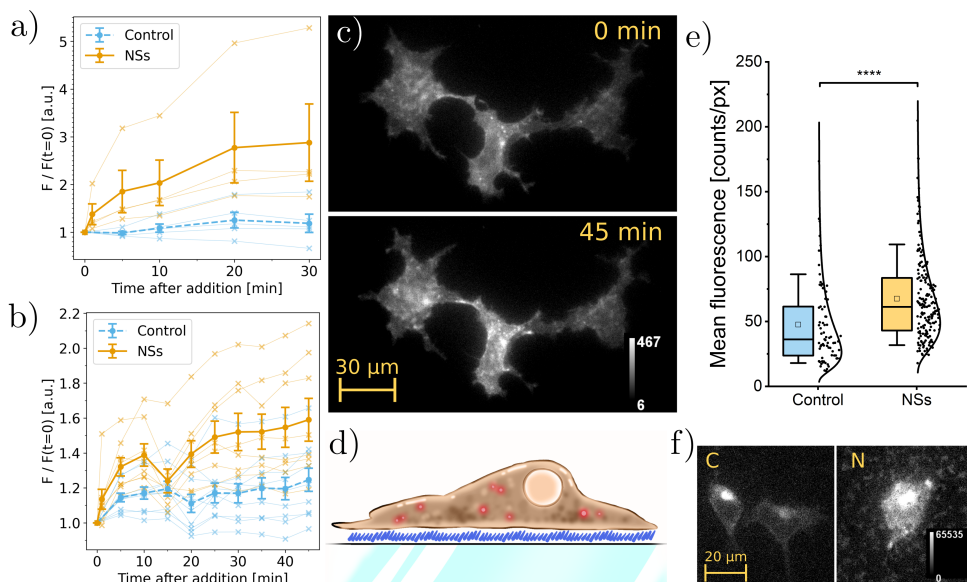 a)
F / F(t=0) [a.u.]
5
4
3
2
1
Control
NSs
0
10
20
30
Time after addition [min]
b)
F / F(t=0) [a.u.]
2.2
2.0
1.8
1.6
1.4
1.2
1.0
Control
NSs
0
10
20
30
40
Time after addition [min]
c)
0 min
45 min
30 µm
467
6
d)
e)
Mean fluorescence [counts/px]
250
200
150
100
50
0
****
Control
NSs
f)
C
N
20 µm
65535
0